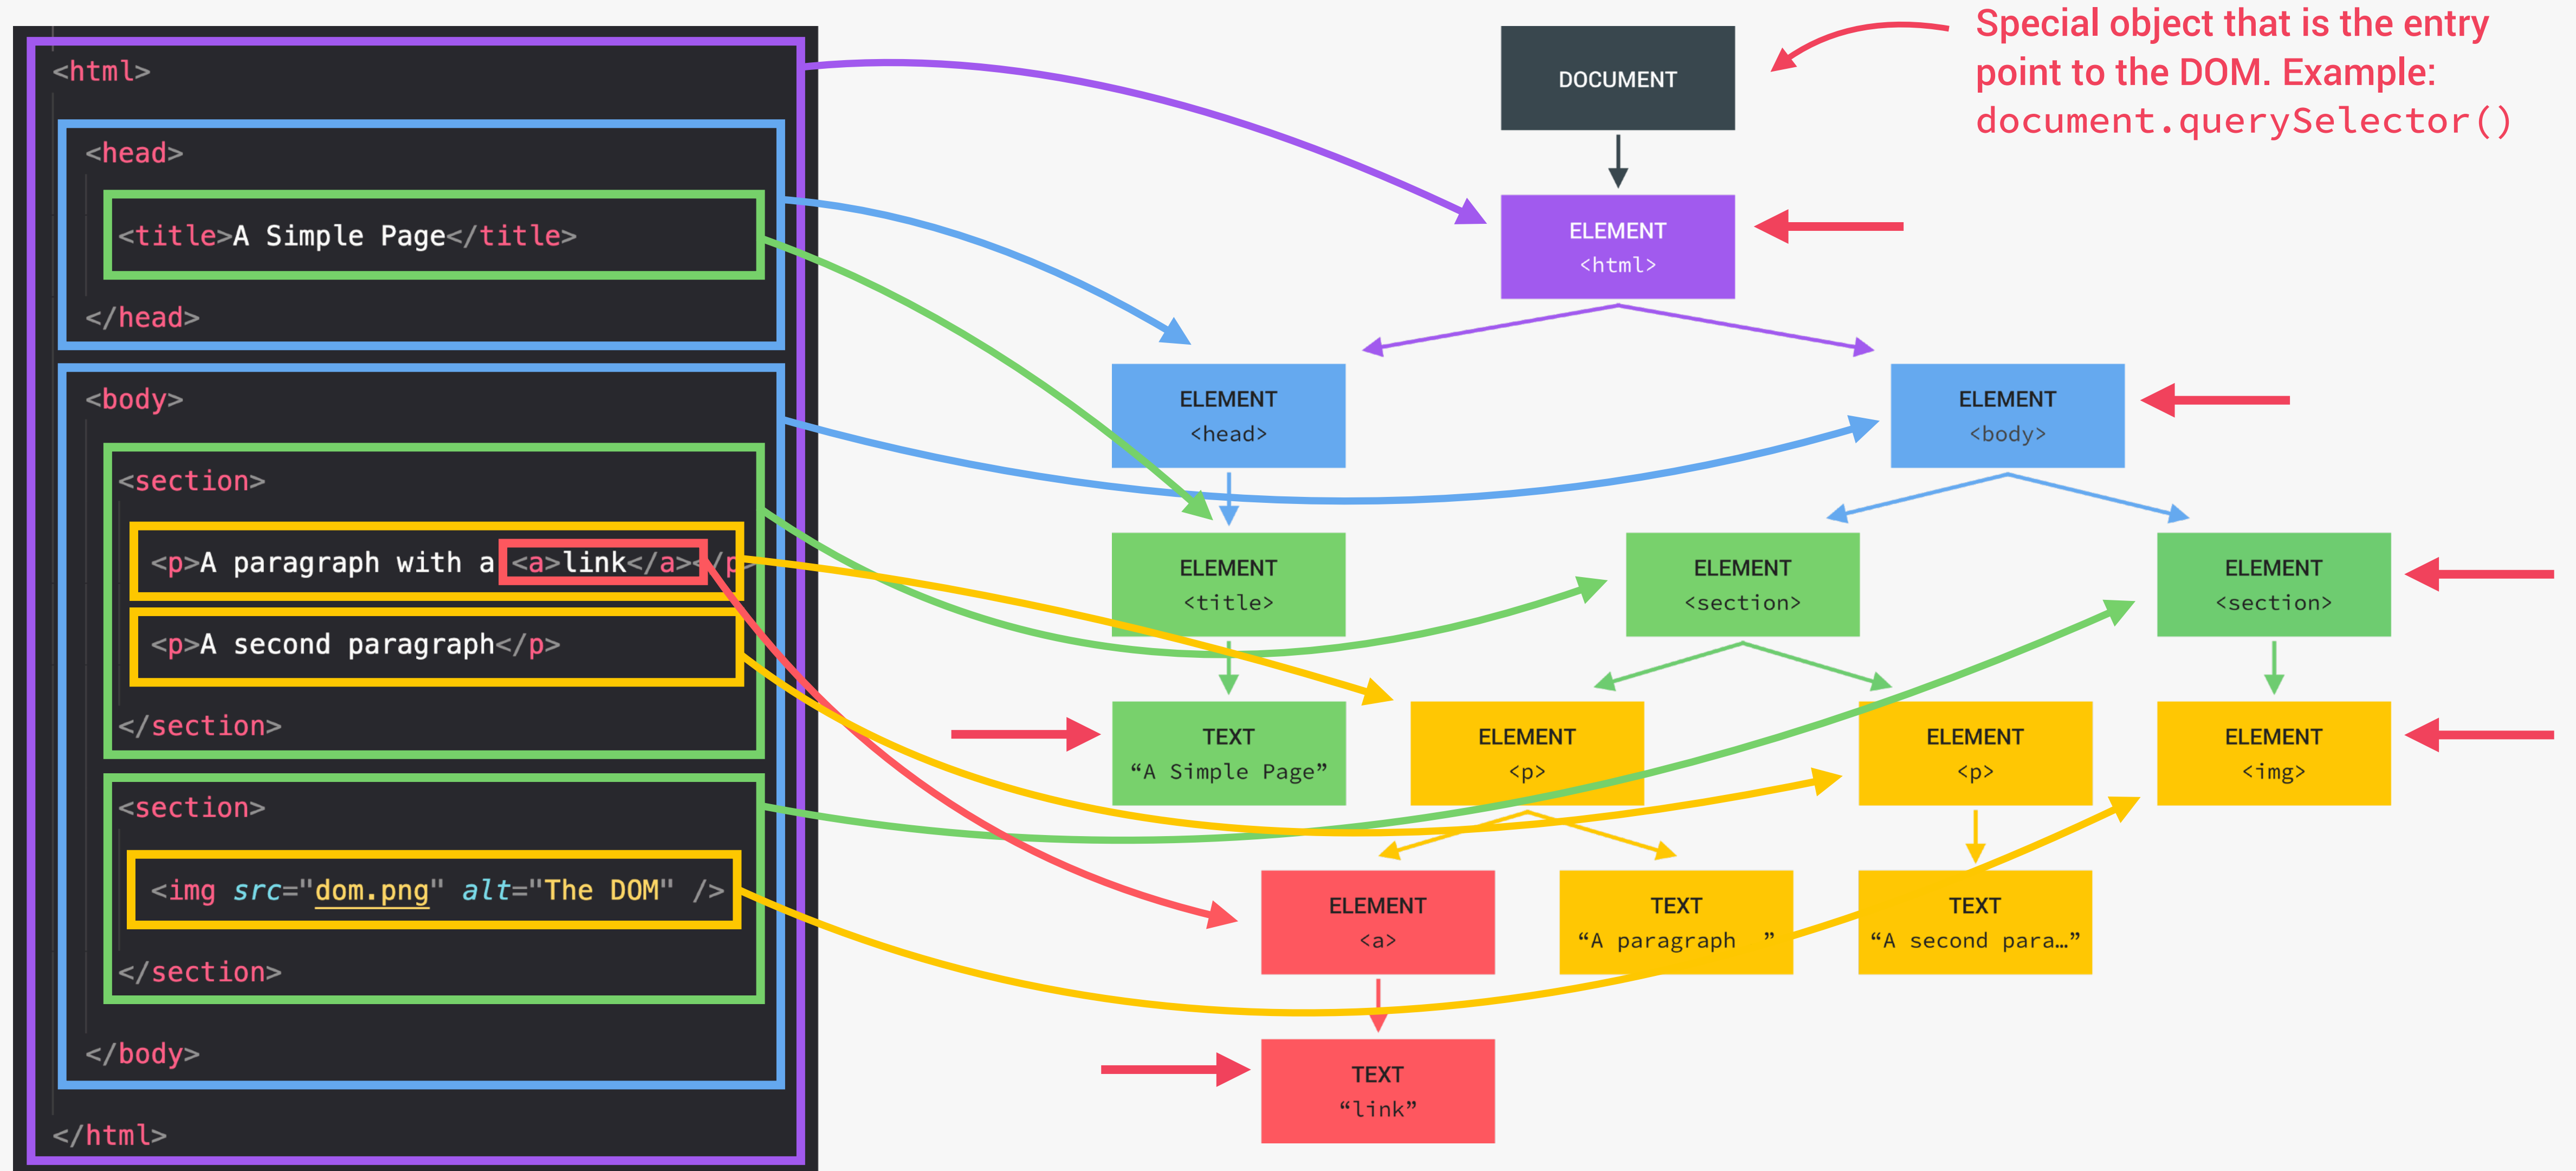 <html>
<head>
<title>A Simple Page</title>
</head>
<body>
<section>
<p>A paragraph with a <a>link</a></p>
<p>A second paragraph</p>
</section>
<section>
<img src="dom.png" alt="The DOM" />
</section>
</body>
</html>
Special object that is the entry
point to the DOM. Example:
document.querySelector()
DOCUMENT
ELEMENT
<html>
ELEMENT
<head>
ELEMENT
<body>
ELEMENT
<title>
ELEMENT
<section>
ELEMENT
<section>
TEXT
“A Simple Page”
ELEMENT
<p>
ELEMENT
<p>
ELEMENT
<img>
ELEMENT
<a>
TEXT
“A paragraph ”
TEXT
“A second para…”
TEXT
“link”